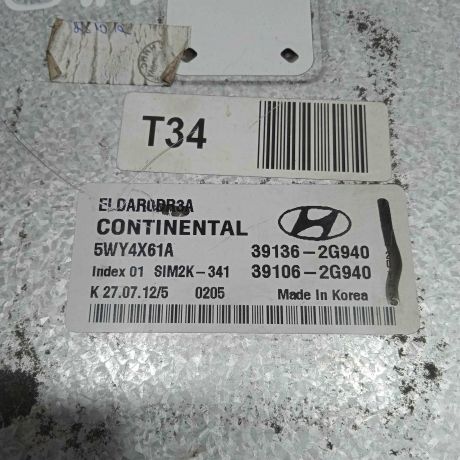 T34
ELDAR0DR3A
CONTINENTAL
5WY4X61A 39136-2G940
Index 01 SIM2K-341 39106-2G940
K 27.07.12/5 0205 Made In Korea